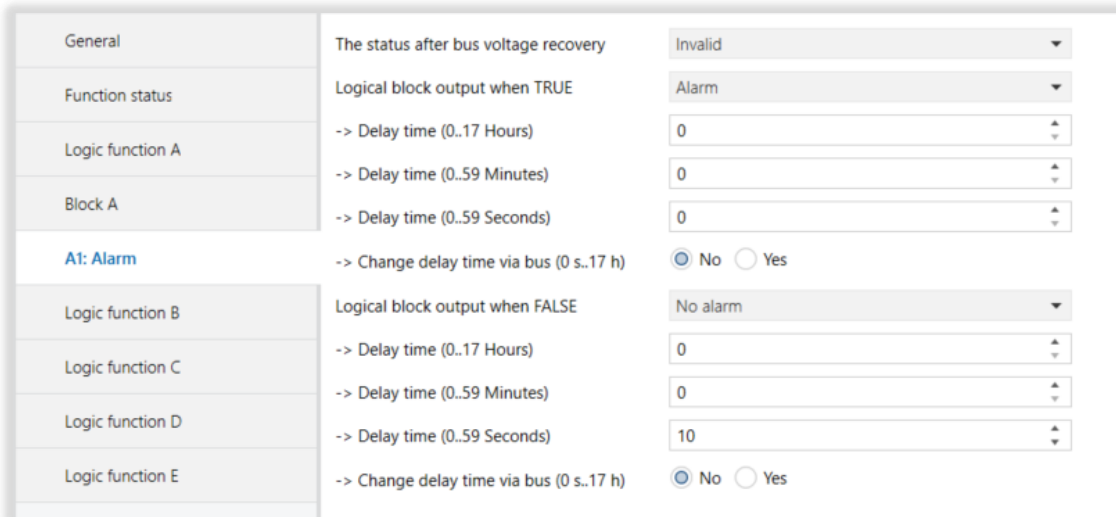 General
Function status
Logic function A
Block A
A1: Alarm
Logic function B
Logic function C
Logic function D
Logic function E
The status after bus voltage recovery Invalid
Logical block output when TRUE Alarm
-> Delay time (0..17 Hours) 0
-> Delay time (0..59 Minutes) 0
-> Delay time (0..59 Seconds) 0
-> Change delay time via bus (0 s..17 h) No Yes
Logical block output when FALSE No alarm
-> Delay time (0..17 Hours) 0
-> Delay time (0..59 Minutes) 0
-> Delay time (0..59 Seconds) 10
-> Change delay time via bus (0 s..17 h) No Yes